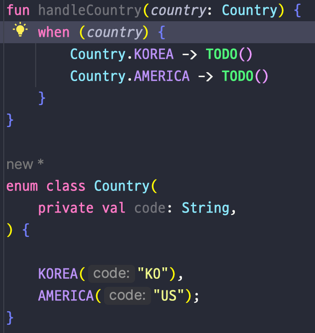 fun handleCountry(country: Country) {
    when (country) {
        Country.KOREA -> TODO()
        Country.AMERICA -> TODO()
    }
}
new *
enum class Country(
    private val code: String,
) {
    KOREA( code: "KO"),
    AMERICA( code: "US");
}